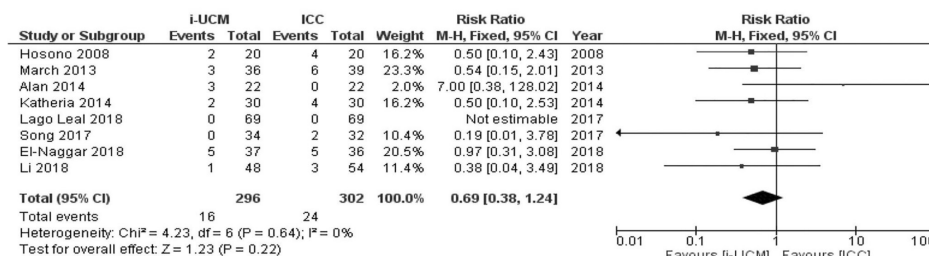 i-UCM ICC Risk Ratio Risk Ratio
Study or Subgroup Events Total Events Total Weight M-H, Fixed, 95% CI Year M-H, Fixed, 95% CI
Hosono 2008 2 20 4 20 16.2% 0.50 [0.10, 2.43] 2008
March 2013 3 36 6 39 23.3% 0.54 [0.15, 2.01] 2013
Alan 2014 3 22 0 22 2.0% 7.00 [0.38, 128.02] 2014
Katheria 2014 2 30 4 30 16.2% 0.50 [0.10, 2.53] 2014
Lago Leal 2018 0 69 0 69 Not estimable 2017
Song 2017 0 34 2 32 10.4% 0.19 [0.01, 3.78] 2017
El-Naggar 2018 5 37 5 36 20.5% 0.97 [0.31, 3.08] 2018
Li 2018 1 48 3 54 11.4% 0.38 [0.04, 3.49] 2018
Total (95% CI) 296 302 100.0% 0.69 [0.38, 1.24]
Total events 16 24
Heterogeneity: Chi² = 4.23, df = 6 (P = 0.64); I² = 0%
Test for overall effect: Z = 1.23 (P = 0.22)
0.01 0.1 1 10 100
Favours [i-UCM] Favours [ICC]